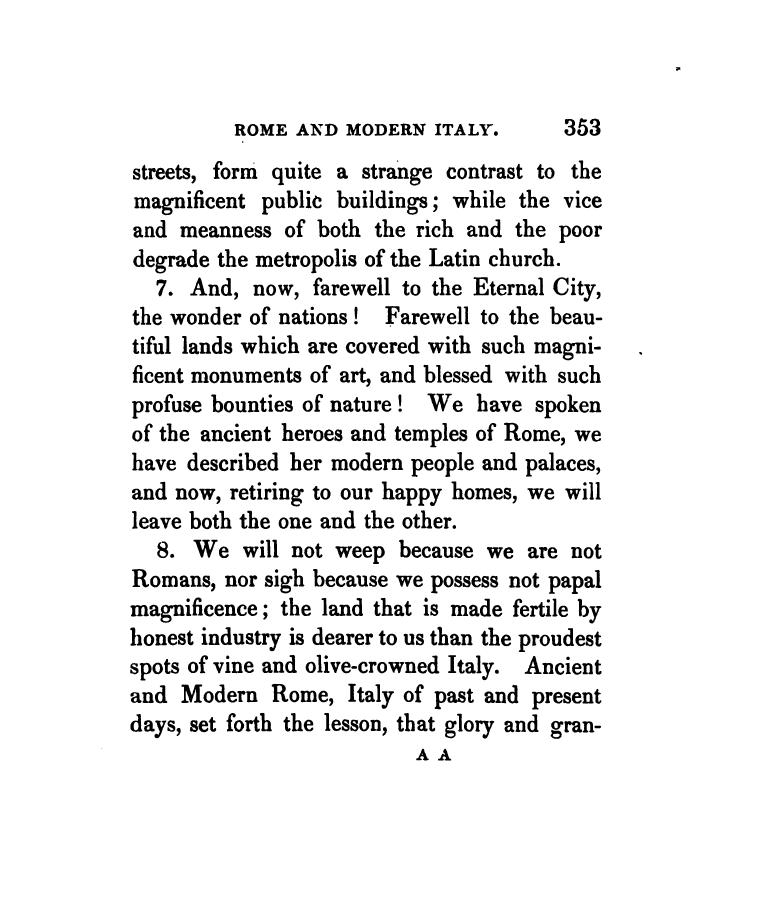 ROME AND MODERN ITALY. 353
streets, form quite a strange contrast to the
magnificent public buildings; while the vice
and meanness of both the rich and the poor
degrade the metropolis of the Latin church.
7. And, now, farewell to the Eternal City,
the wonder of nations! Farewell to the beau-
tiful lands which are covered with such magni-
ficent monuments of art, and blessed with such
profuse bounties of nature! We have spoken
of the ancient heroes and temples of Rome, we
have described her modern people and palaces,
and now, retiring to our happy homes, we will
leave both the one and the other.
8. We will not weep because we are not
Romans, nor sigh because we possess not papal
magnificence; the land that is made fertile by
honest industry is dearer to us than the proudest
spots of vine and olive-crowned Italy. Ancient
and Modern Rome, Italy of past and present
days, set forth the lesson, that glory and gran-
A A